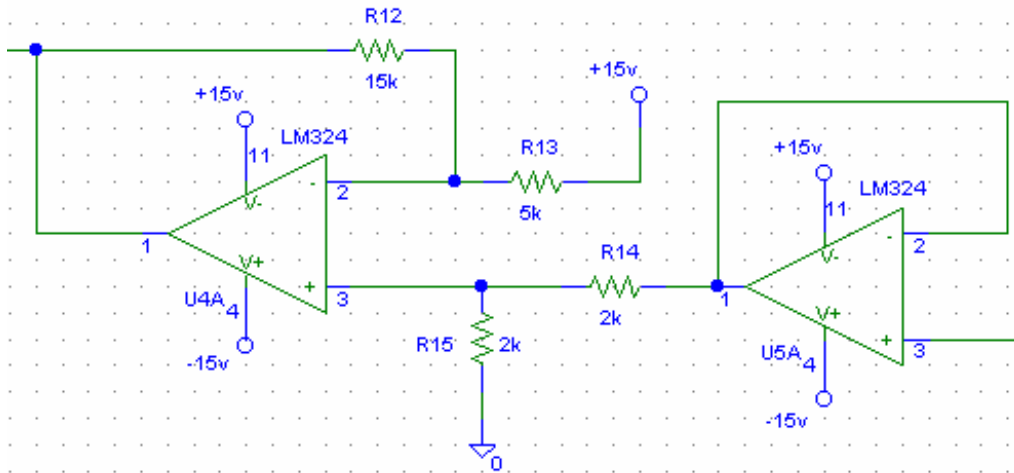 R12
15k
+15v
+15v
LM324
11
R13
+15v
LM324
- 2
V-
5k
11
- 2
V-
1
R14
V+
+ 3
1
U4A 4
2k
V+
R15 2k
+ 3
-15v
U5A 4
-15v
0